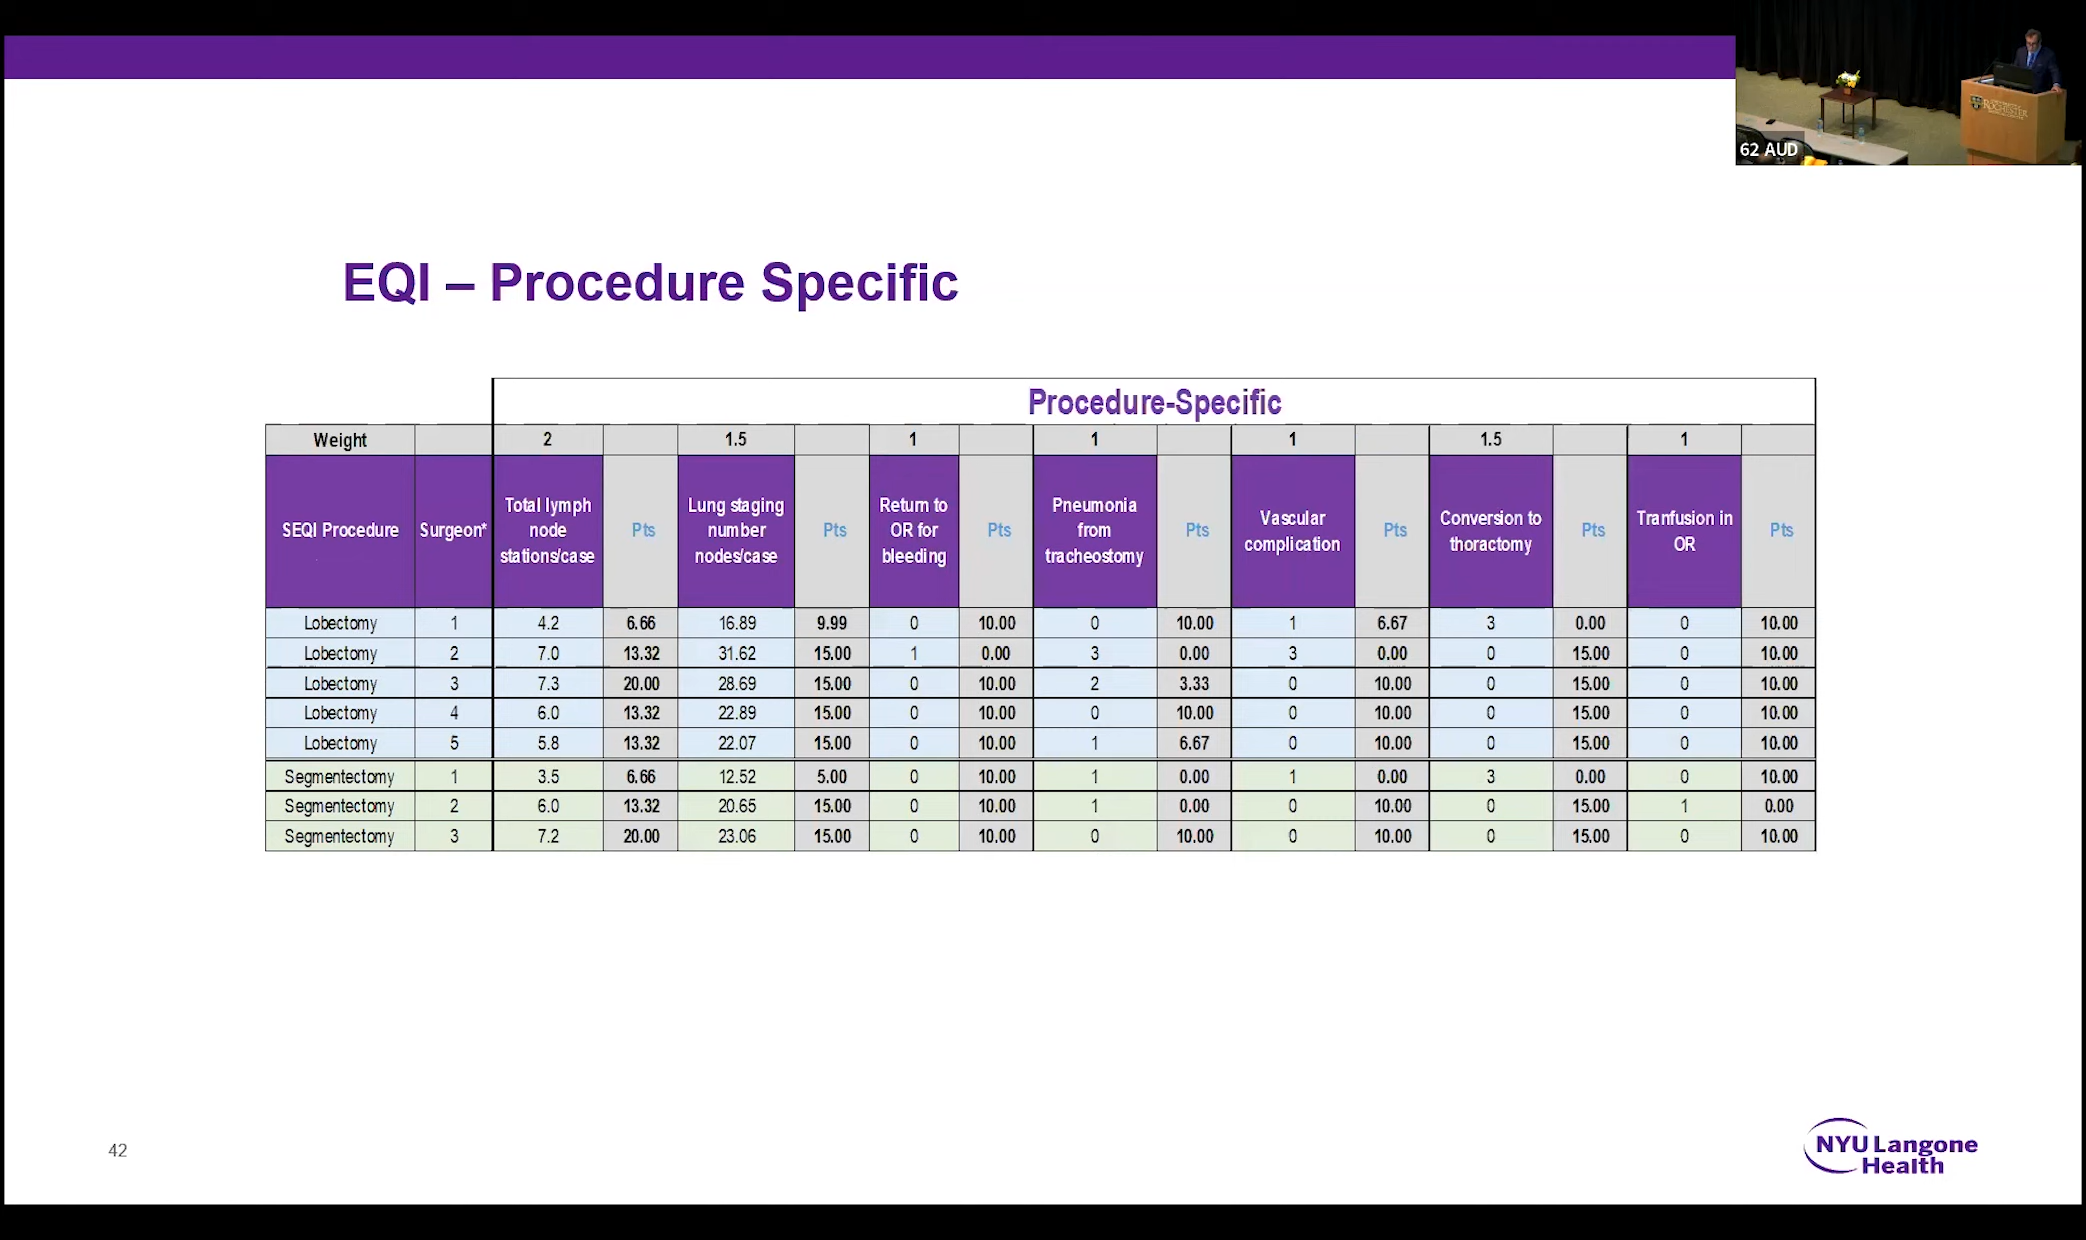 62 AUD
ROCHESTER
EQI – Procedure Specific
Procedure-Specific
Weight 2 1.5 1 1 1 1.5 1
SEQI Procedure Surgeon* Total lymph node stations/case Pts Lung staging number nodes/case Pts Return to OR for bleeding Pts Pneumonia from tracheostomy Pts Vascular complication Pts Conversion to thoractomy Pts Tranfusion in OR Pts
Lobectomy 1 4.2 6.66 16.89 9.99 0 10.00 0 10.00 1 6.67 3 0.00 0 10.00
Lobectomy 2 7.0 13.32 31.62 15.00 1 0.00 3 0.00 3 0.00 0 15.00 0 10.00
Lobectomy 3 7.3 20.00 28.69 15.00 0 10.00 2 3.33 0 10.00 0 15.00 0 10.00
Lobectomy 4 6.0 13.32 22.89 15.00 0 10.00 0 10.00 0 10.00 0 15.00 0 10.00
Lobectomy 5 5.8 13.32 22.07 15.00 0 10.00 1 6.67 0 10.00 0 15.00 0 10.00
Segmentectomy 1 3.5 6.66 12.52 5.00 0 10.00 1 0.00 1 0.00 3 0.00 0 10.00
Segmentectomy 2 6.0 13.32 20.65 15.00 0 10.00 1 0.00 0 10.00 0 15.00 1 0.00
Segmentectomy 3 7.2 20.00 23.06 15.00 0 10.00 0 10.00 0 10.00 0 15.00 0 10.00
42
NYU Langone
Health